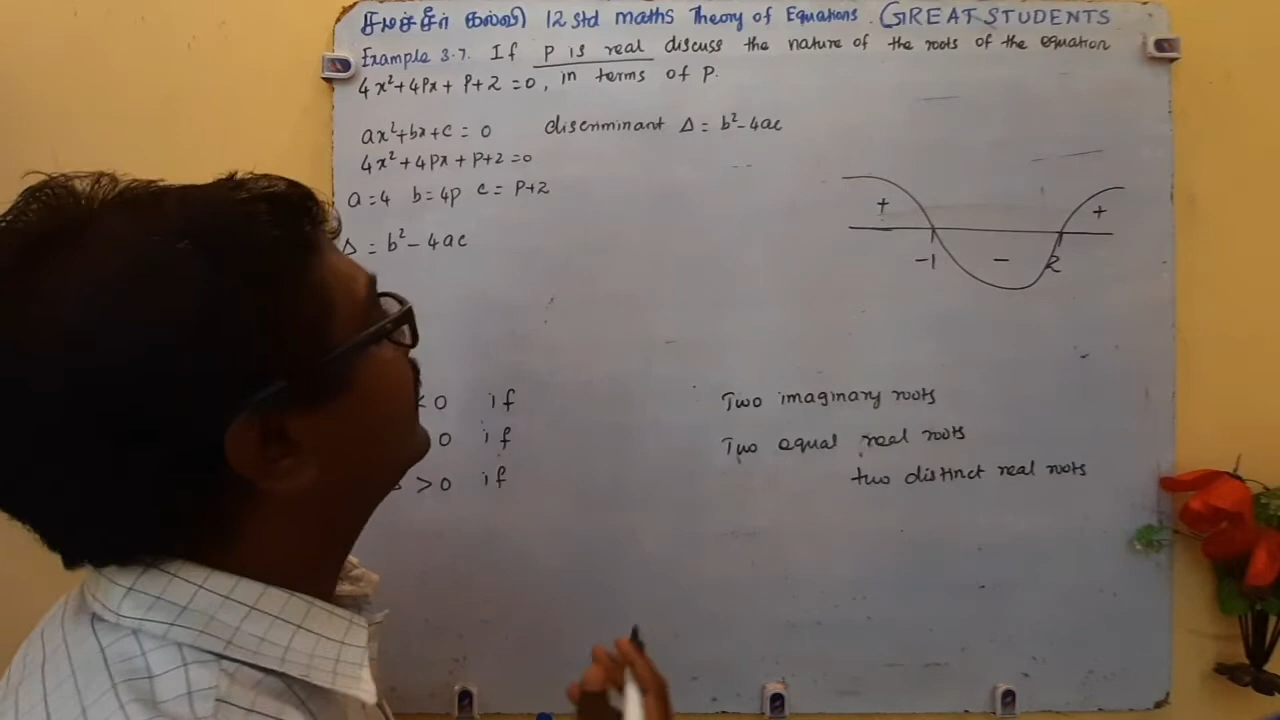 சமச்சீர் கல்வி 12 std maths Theory of Equations. GREAT STUDENTS
Example 3.7. If P is real discuss the nature of the roots of the equation
4x²+4Px+P+2=0, in terms of P.
ax²+bx+c=0 discriminant Δ=b²-4ac
4x²+4Px+P+2=0
a=4 b=4p c=P+2
Δ=b²-4ac
+ +
-1 - 2
<0 if Two imaginary roots
0 if Two equal real roots
>0 if two distinct real roots